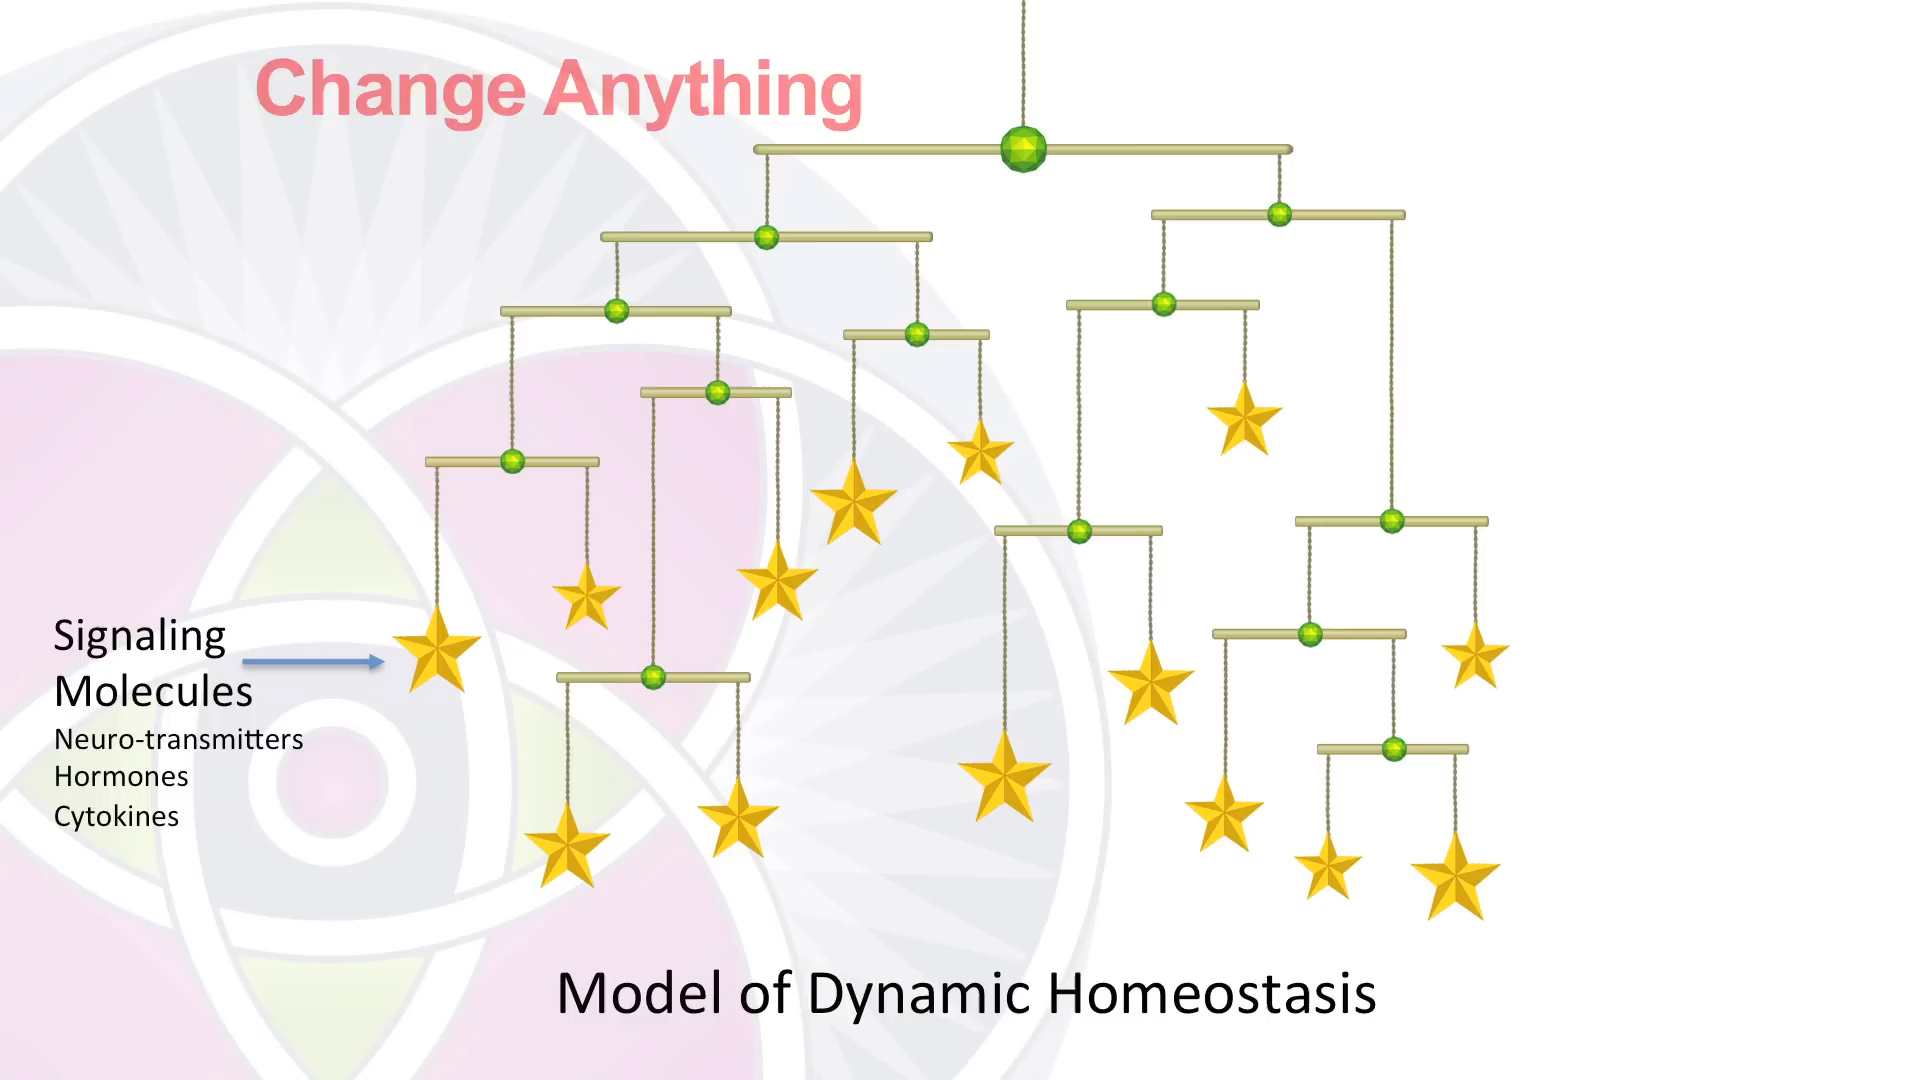 Change Anything
Signaling
Molecules
Neuro-transmitters
Hormones
Cytokines
Model of Dynamic Homeostasis